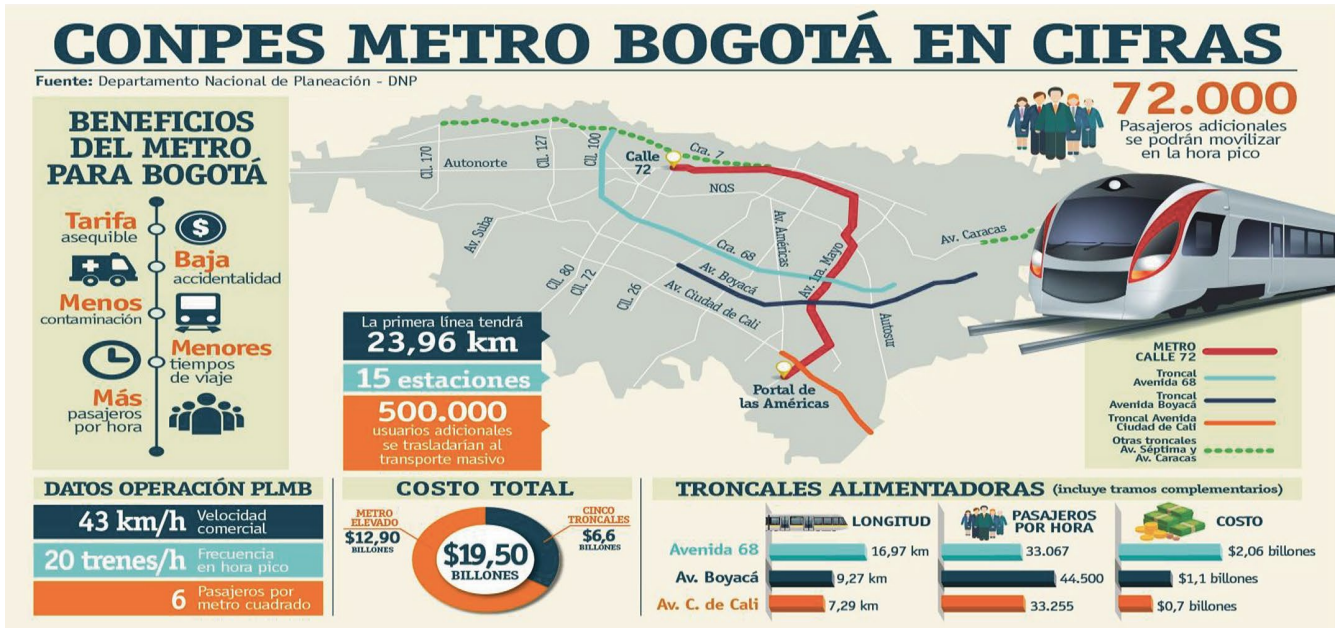 CONPES METRO BOGOTÁ EN CIFRAS
Fuente: Departamento Nacional de Planeación - DNP
BENEFICIOS
DEL METRO
PARA BOGOTÁ
Tarifa
asequible
$
Baja
accidentalidad
Menos
contaminación
Menores
tiempos
de viaje
Más
pasajeros
por hora
72.000
Pasajeros adicionales
se podrán movilizar
en la hora pico
Cll. 170
Autonorte
Cll. 127
Cll. 100
Calle
72
Cra. 7
NQS
Av. Suba
Av. Américas
Av. Caracas
Cra. 68
Av. 1ra. Mayo
Av. Boyacá
Cll. 80
Cll. 72
Cll. 26
Av. Ciudad de Cali
Autosur
Portal de
las Américas
La primera línea tendrá
23,96 km
15 estaciones
500.000
usuarios adicionales
se trasladarían al
transporte masivo
METRO
CALLE 72
Troncal
Avenida 68
Troncal
Avenida Boyacá
Troncal Avenida
Ciudad de Cali
Otras troncales
Av. Séptima y
Av. Caracas
DATOS OPERACIÓN PLMB
43 km/h Velocidad
comercial
20 trenes/h Frecuencia
en hora pico
6 Pasajeros por
metro cuadrado
COSTO TOTAL
METRO
ELEVADO
$12,90
BILLONES
$19,50
BILLONES
CINCO
TRONCALES
$6,6
BILLONES
TRONCALES ALIMENTADORAS (incluye tramos complementarios)
LONGITUD
PASAJEROS
POR HORA
COSTO
Avenida 68 16,97 km 33.067 $2,06 billones
Av. Boyacá 9,27 km 44.500 $1,1 billones
Av. C. de Cali 7,29 km 33.255 $0,7 billones